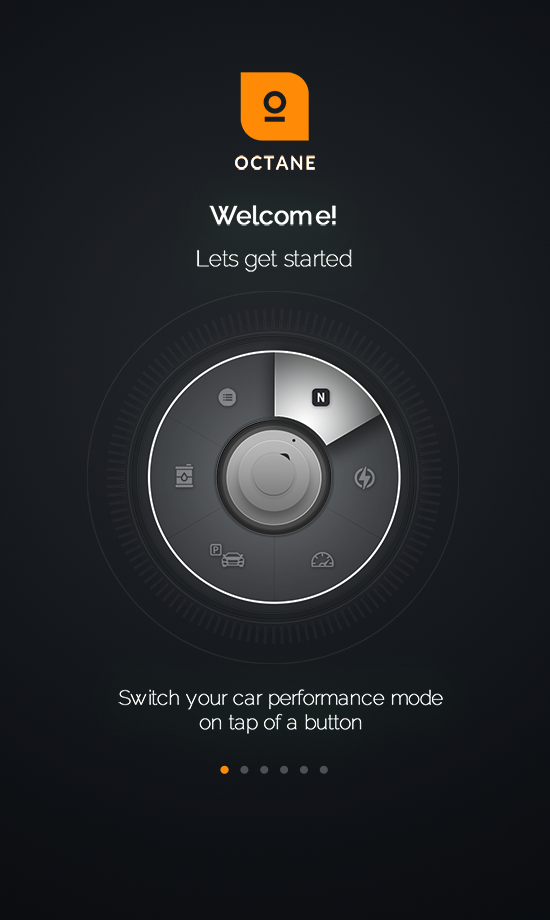 OCTANE
Welcome!
Lets get started
N
P
Switch your car performance mode
on tap of a button